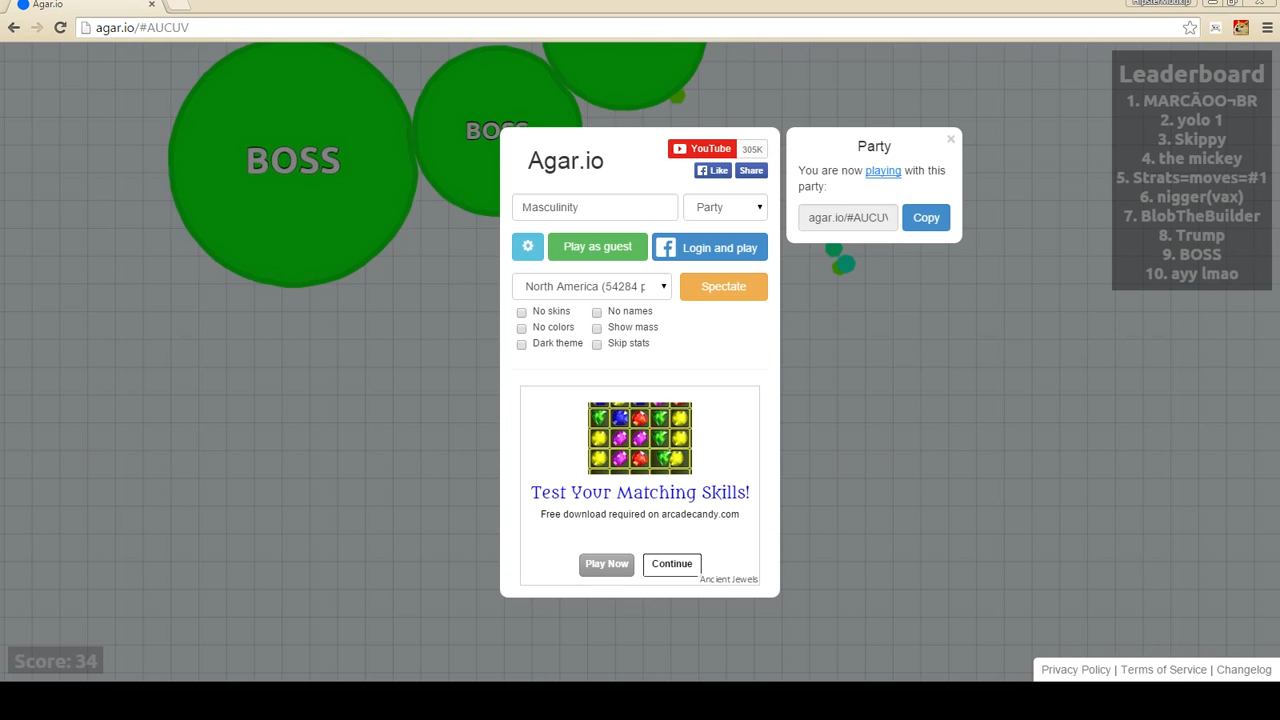 Agar.io
HipsterMudkip
agar.io/#AUCUV
BOSS
BOSS
Leaderboard
1. MARCÃOO¬BR
2. yolo 1
3. Skippy
4. the mickey
5. Strats=moves=#1
6. nigger(vax)
7. BlobTheBuilder
8. Trump
9. BOSS
10. ayy lmao
Agar.io
YouTube 305K
Like Share
Masculinity Party
Play as guest Login and play
North America (54284 p Spectate
No skins No names
No colors Show mass
Dark theme Skip stats
Party ×
You are now playing with this
party:
agar.io/#AUCUV Copy
Test Your Matching Skills!
Free download required on arcadecandy.com
Play Now Continue
Ancient Jewels
Score: 34
Privacy Policy | Terms of Service | Changelog